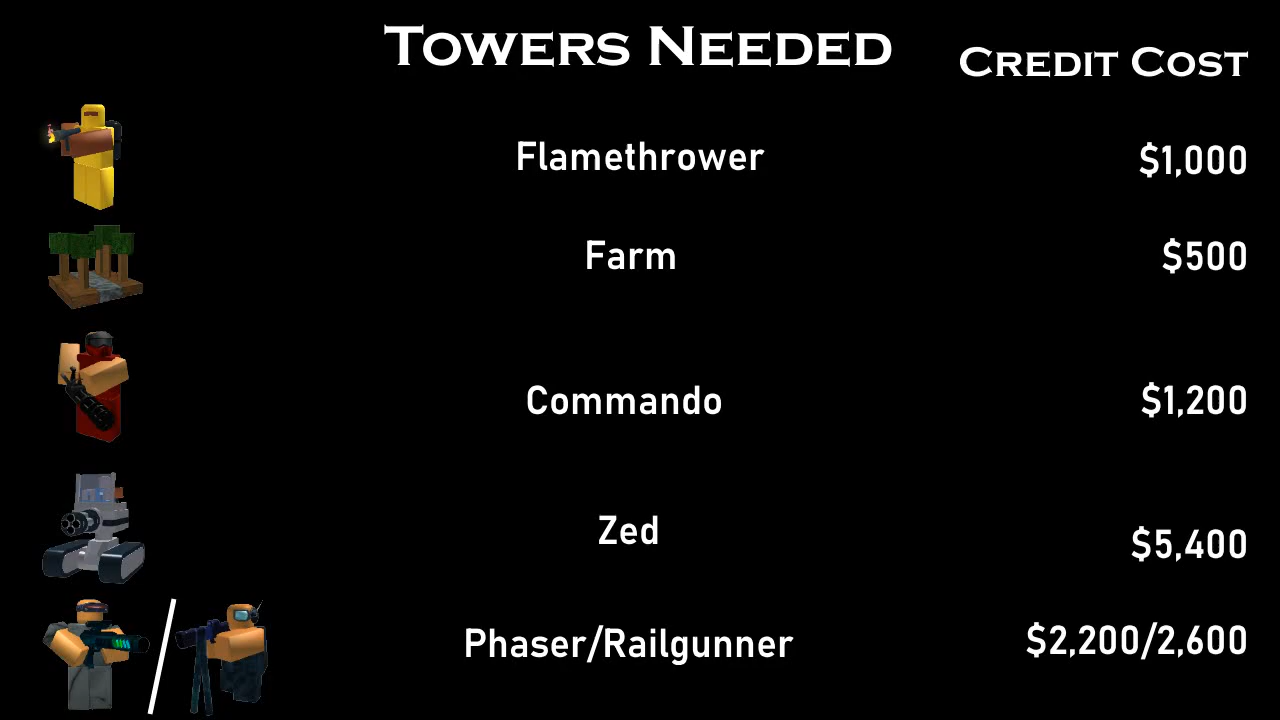 Towers Needed
Credit Cost
Flamethrower $1,000
Farm $500
Commando $1,200
Zed $5,400
Phaser/Railgunner $2,200/2,600